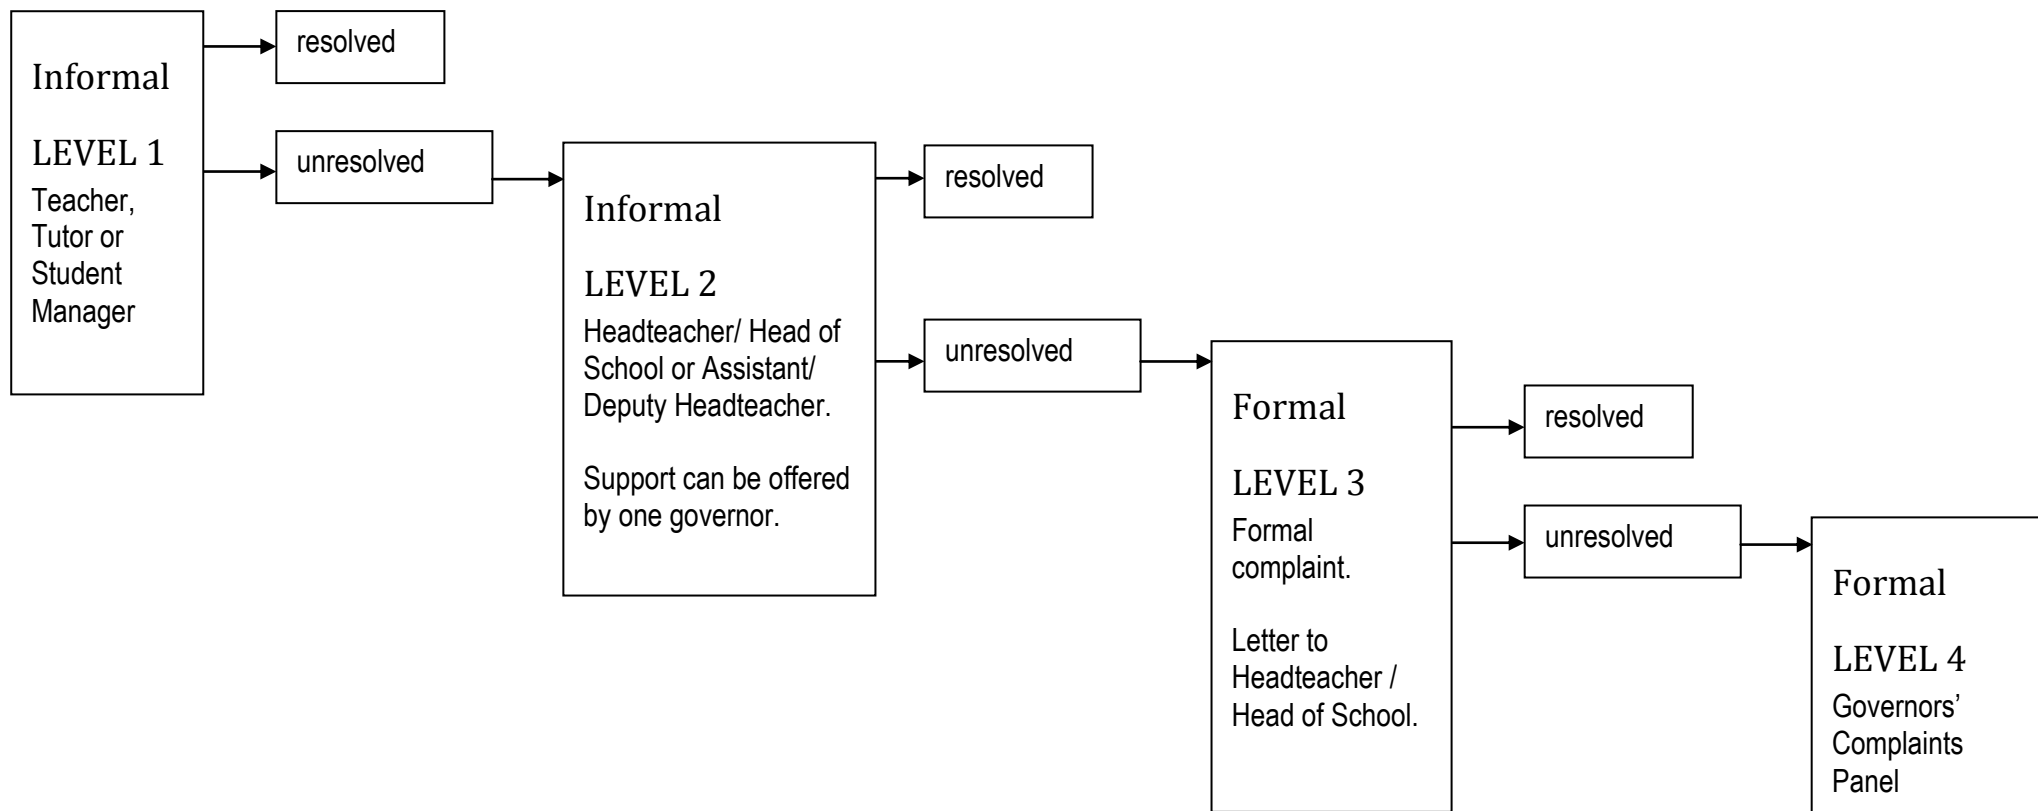 Informal
LEVEL 1
Teacher,
Tutor or
Student
Manager
resolved
unresolved
Informal
LEVEL 2
Headteacher/ Head of
School or Assistant/
Deputy Headteacher.
Support can be offered
by one governor.
resolved
unresolved
Formal
LEVEL 3
Formal
complaint.
Letter to
Headteacher /
Head of School.
resolved
unresolved
Formal
LEVEL 4
Governors’
Complaints
Panel